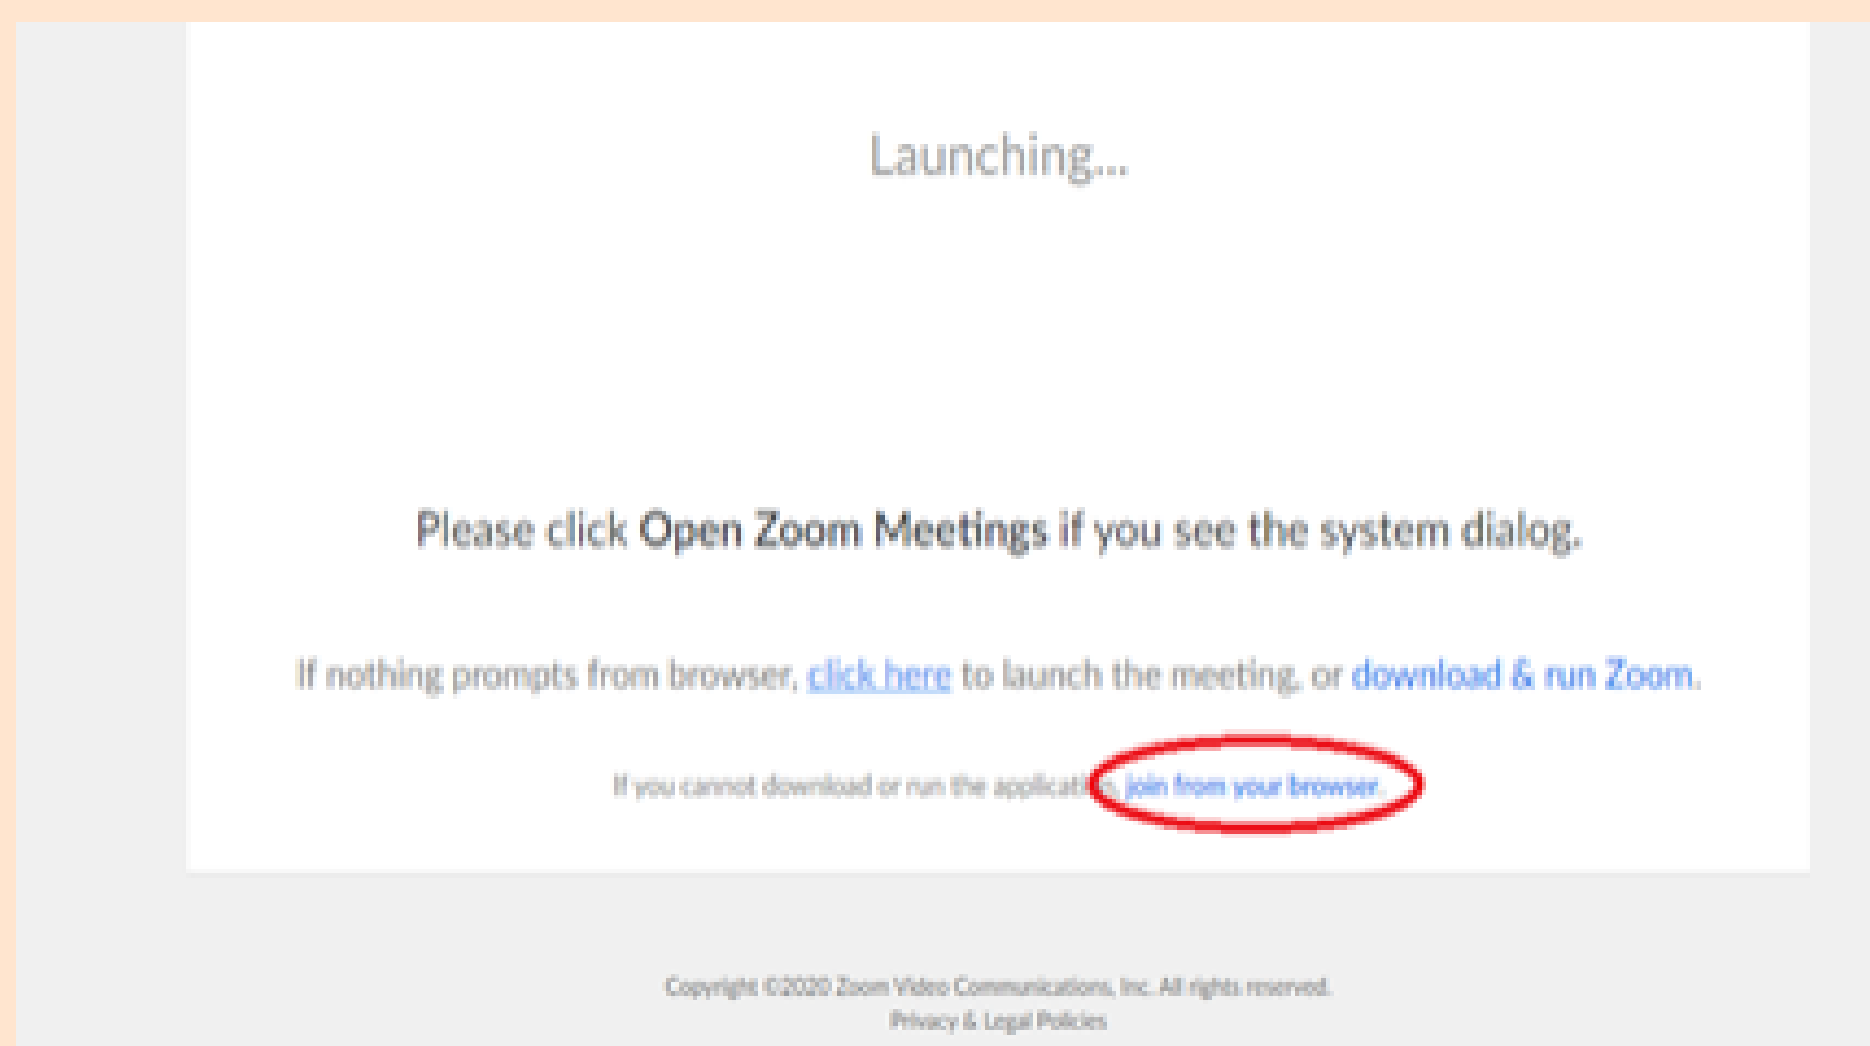 Launching...
Please click Open Zoom Meetings if you see the system dialog.
If nothing prompts from browser, click here to launch the meeting, or download & run Zoom.
If you cannot download or run the applicatio, join from your browser.
Copyright ©2020 Zoom Video Communications, Inc. All rights reserved.
Privacy & Legal Policies